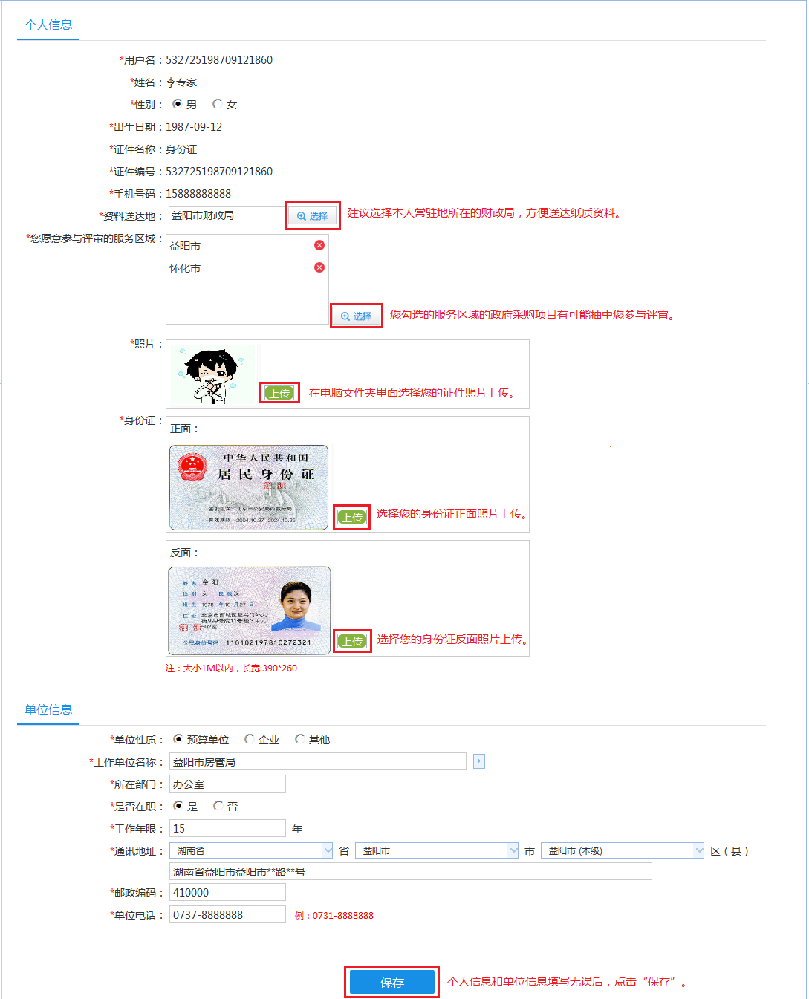 个人信息
*用户名：532725198709121860
*姓名：李专家
*性别： 男 女
*出生日期：1987-09-12
*证件名称：身份证
*证件编号：532725198709121860
*手机号码：15888888888
*资料送达地： 益阳市财政局 选择 建议选择本人常驻地所在的财政局，方便送达纸质资料。
*您愿意参与评审的服务区域： 益阳市
怀化市
选择 您勾选的服务区域的政府采购项目有可能抽中您参与评审。
*照片：
上传 在电脑文件夹里面选择您的证件照片上传。
*身份证： 正面：
中华人民共和国
居民身份证
样证
签发机关 北京市公安局西城分局
有效期限 2004.10.27-2024.10.26
上传 选择您的身份证正面照片上传。
反面：
姓名 金阳
性别 女 民族 汉
出生 1978 年 10 月 27 日
住址 北京市西城区复兴门外大
街999号院11号楼3单元
502室
样证
公民身份号码 110102197810272321
上传 选择您的身份证反面照片上传。
注：大小1M以内，长宽:390*260
单位信息
*单位性质： 预算单位 企业 其他
*工作单位名称： 益阳市房管局
*所在部门： 办公室
*是否在职： 是 否
*工作年限： 15 年
*通讯地址： 湖南省 省 益阳市 市 益阳市 (本级) 区（县）
湖南省益阳市益阳市**路**号
*邮政编码： 410000
*单位电话： 0737-8888888 例：0731-8888888
保存 个人信息和单位信息填写无误后，点击“保存”。